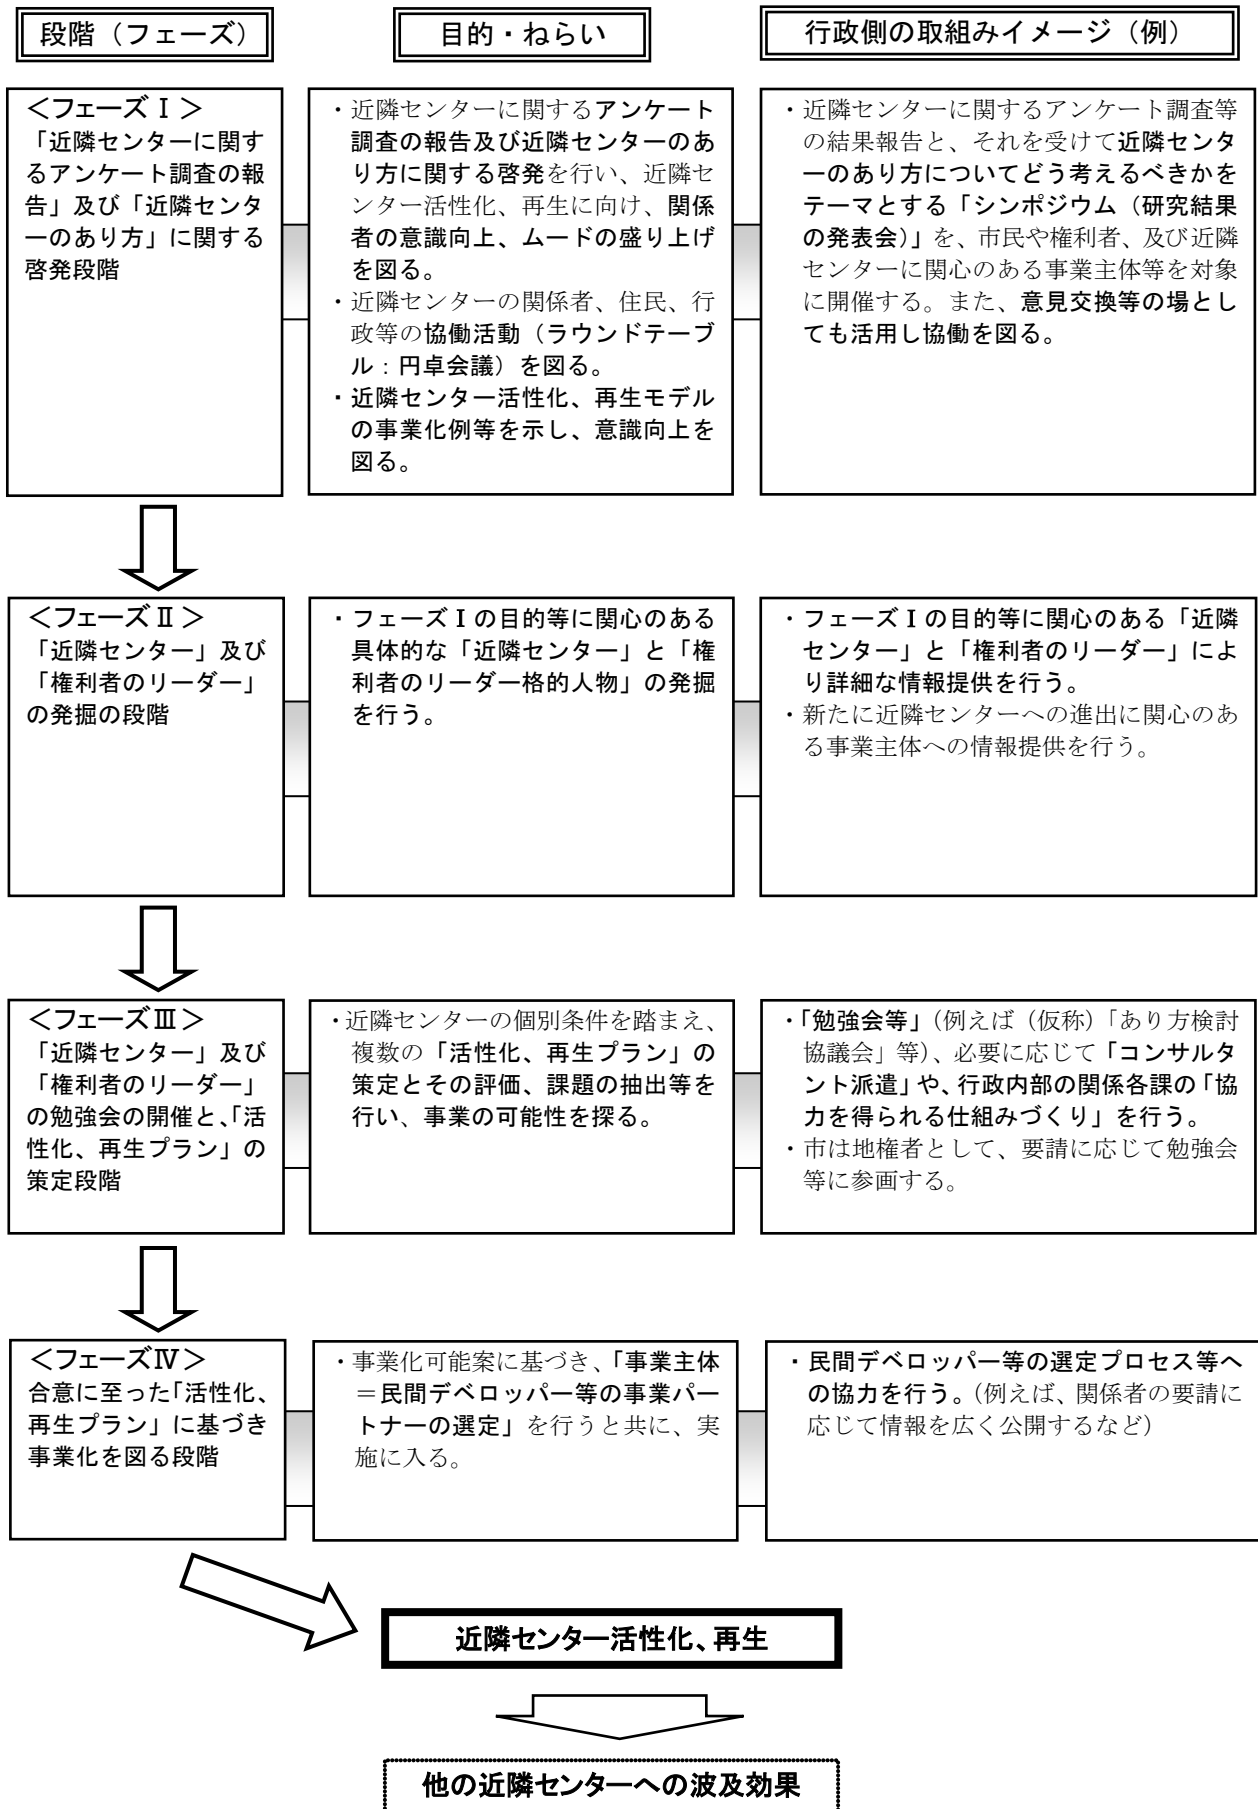 段階（フェーズ）
目的・ねらい
行政側の取組みイメージ（例）
＜フェーズⅠ＞
「近隣センターに関す
るアンケート調査の報
告」及び「近隣センタ
ーのあり方」に関する
啓発段階
・近隣センターに関するアンケート
調査の報告及び近隣センターのあ
り方に関する啓発を行い、近隣セ
ンター活性化、再生に向け、関係
者の意識向上、ムードの盛り上げ
を図る。
・近隣センターの関係者、住民、行
政等の協働活動（ラウンドテーブ
ル：円卓会議）を図る。
・近隣センター活性化、再生モデル
の事業化例等を示し、意識向上を
図る。
・近隣センターに関するアンケート調査等
の結果報告と、それを受けて近隣センタ
ーのあり方についてどう考えるべきかを
テーマとする「シンポジウム（研究結果
の発表会）」を、市民や権利者、及び近隣
センターに関心のある事業主体等を対象
に開催する。また、意見交換等の場とし
ても活用し協働を図る。
＜フェーズⅡ＞
「近隣センター」及び
「権利者のリーダー」
の発掘の段階
・フェーズⅠの目的等に関心のある
具体的な「近隣センター」と「権
利者のリーダー格的人物」の発掘
を行う。
・フェーズⅠの目的等に関心のある「近隣
センター」と「権利者のリーダー」によ
り詳細な情報提供を行う。
・新たに近隣センターへの進出に関心のあ
る事業主体への情報提供を行う。
＜フェーズⅢ＞
「近隣センター」及び
「権利者のリーダー」
の勉強会の開催と、「活
性化、再生プラン」の
策定段階
・近隣センターの個別条件を踏まえ、
複数の「活性化、再生プラン」の
策定とその評価、課題の抽出等を
行い、事業の可能性を探る。
・「勉強会等」（例えば（仮称）「あり方検討
協議会」等）、必要に応じて「コンサルタ
ント派遣」や、行政内部の関係各課の「協
力を得られる仕組みづくり」を行う。
・市は地権者として、要請に応じて勉強会
等に参画する。
＜フェーズⅣ＞
合意に至った「活性化、
再生プラン」に基づき
事業化を図る段階
・事業化可能案に基づき、「事業主体
＝民間デベロッパー等の事業パー
トナーの選定」を行うと共に、実
施に入る。
・民間デベロッパー等の選定プロセス等へ
の協力を行う。（例えば、関係者の要請に
応じて情報を広く公開するなど）
近隣センター活性化、再生
他の近隣センターへの波及効果